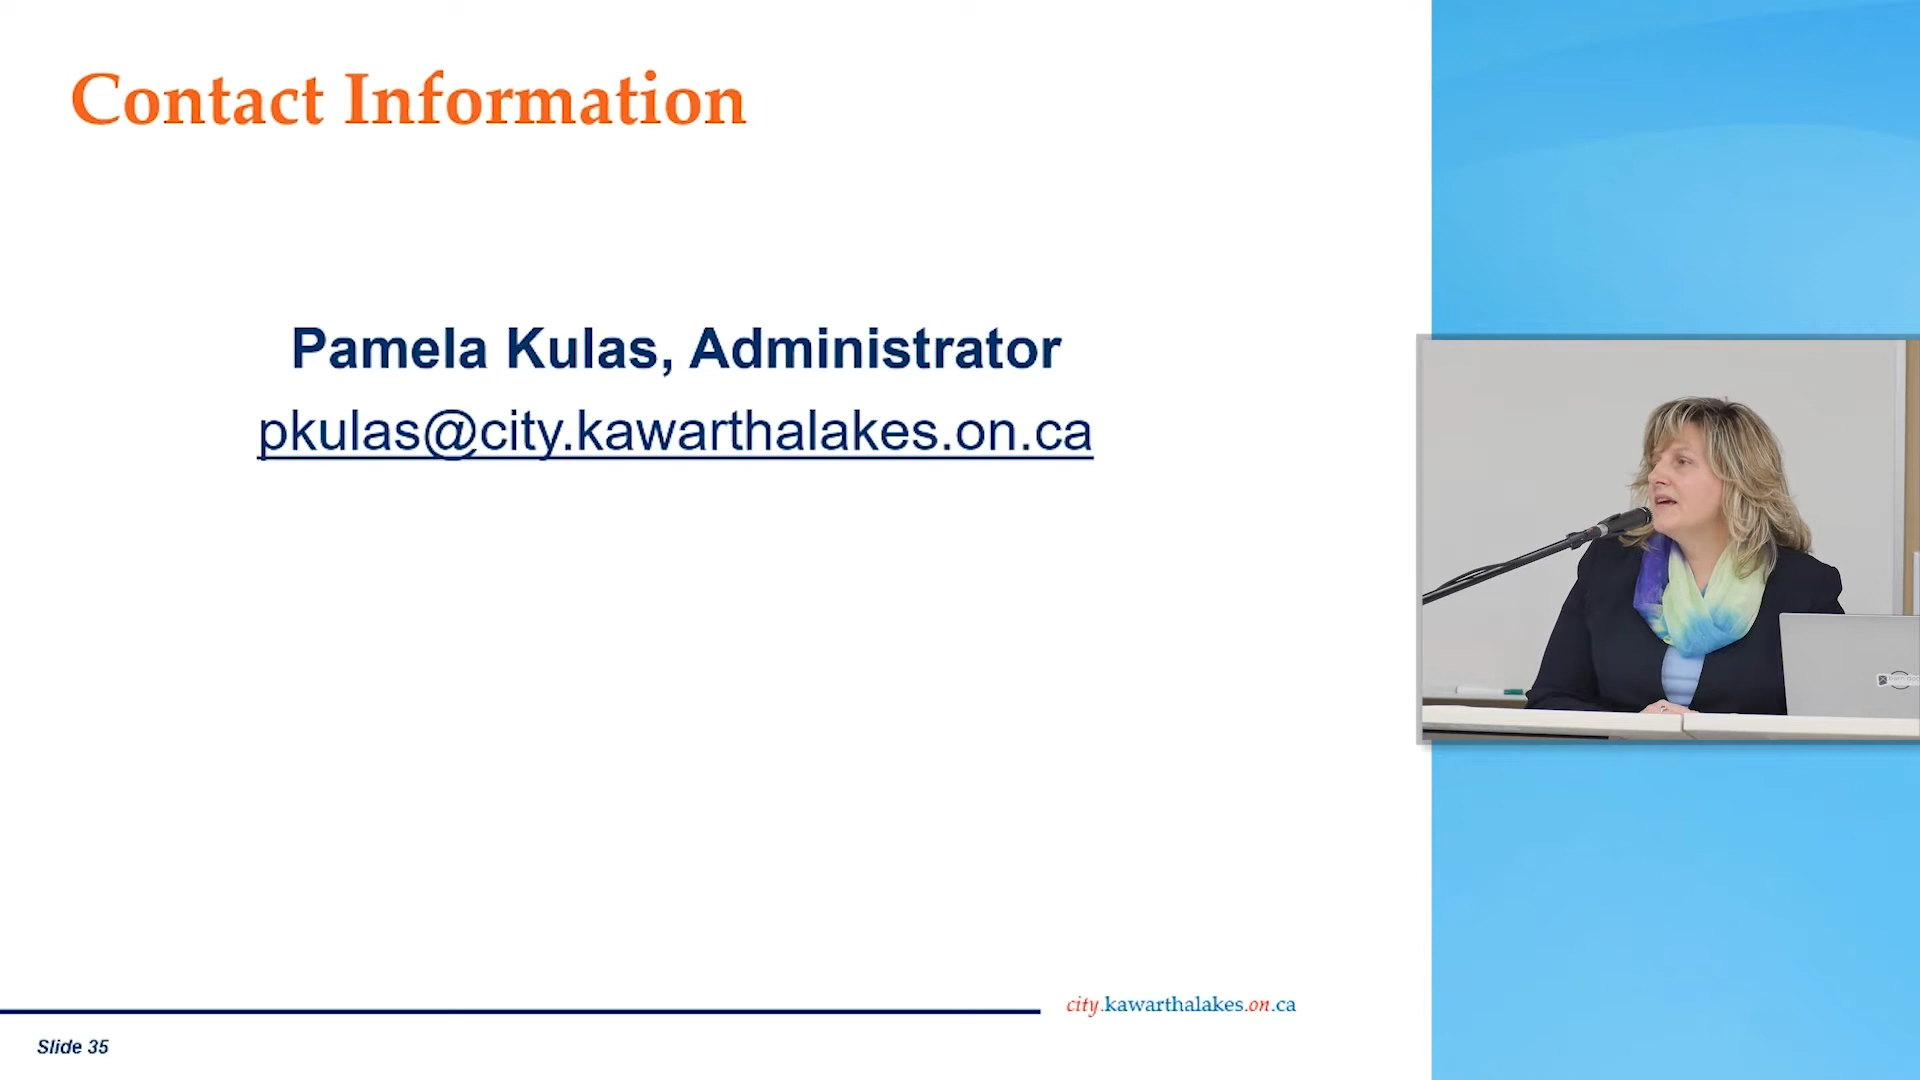 Contact Information
Pamela Kulas, Administrator
pkulas@city.kawarthalakes.on.ca
city.kawarthalakes.on.ca
Slide 35